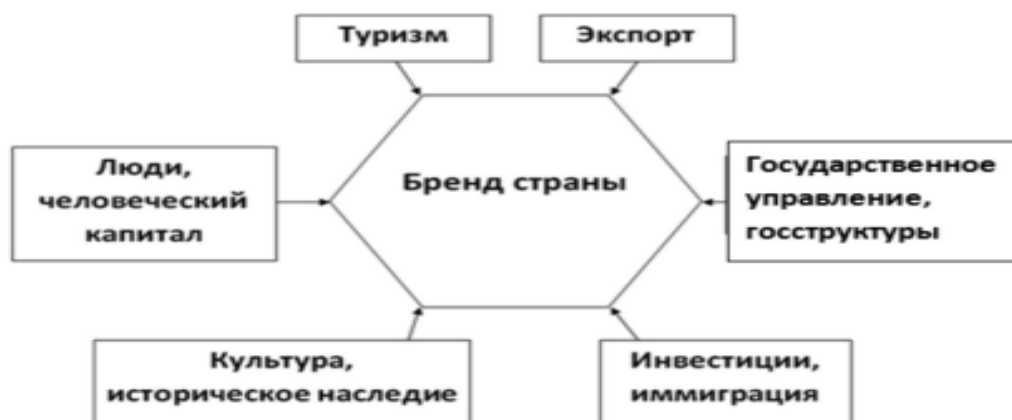 Туризм
Экспорт
Люди,
человеческий
капитал
Бренд страны
Государственное
управление,
госструктуры
Культура,
историческое наследие
Инвестиции,
иммиграция